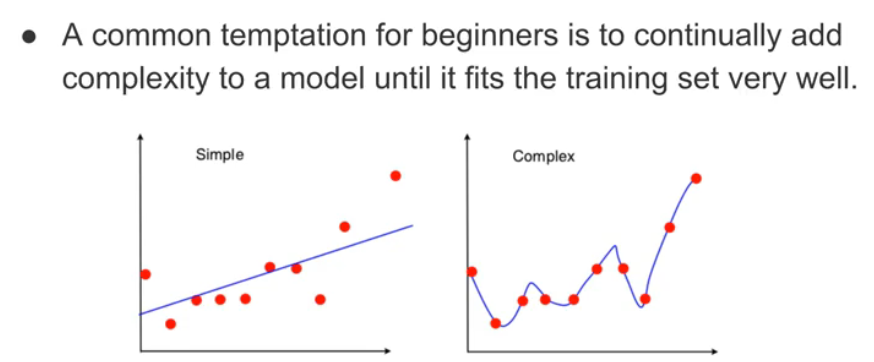 ● A common temptation for beginners is to continually add
complexity to a model until it fits the training set very well.
Simple
Complex